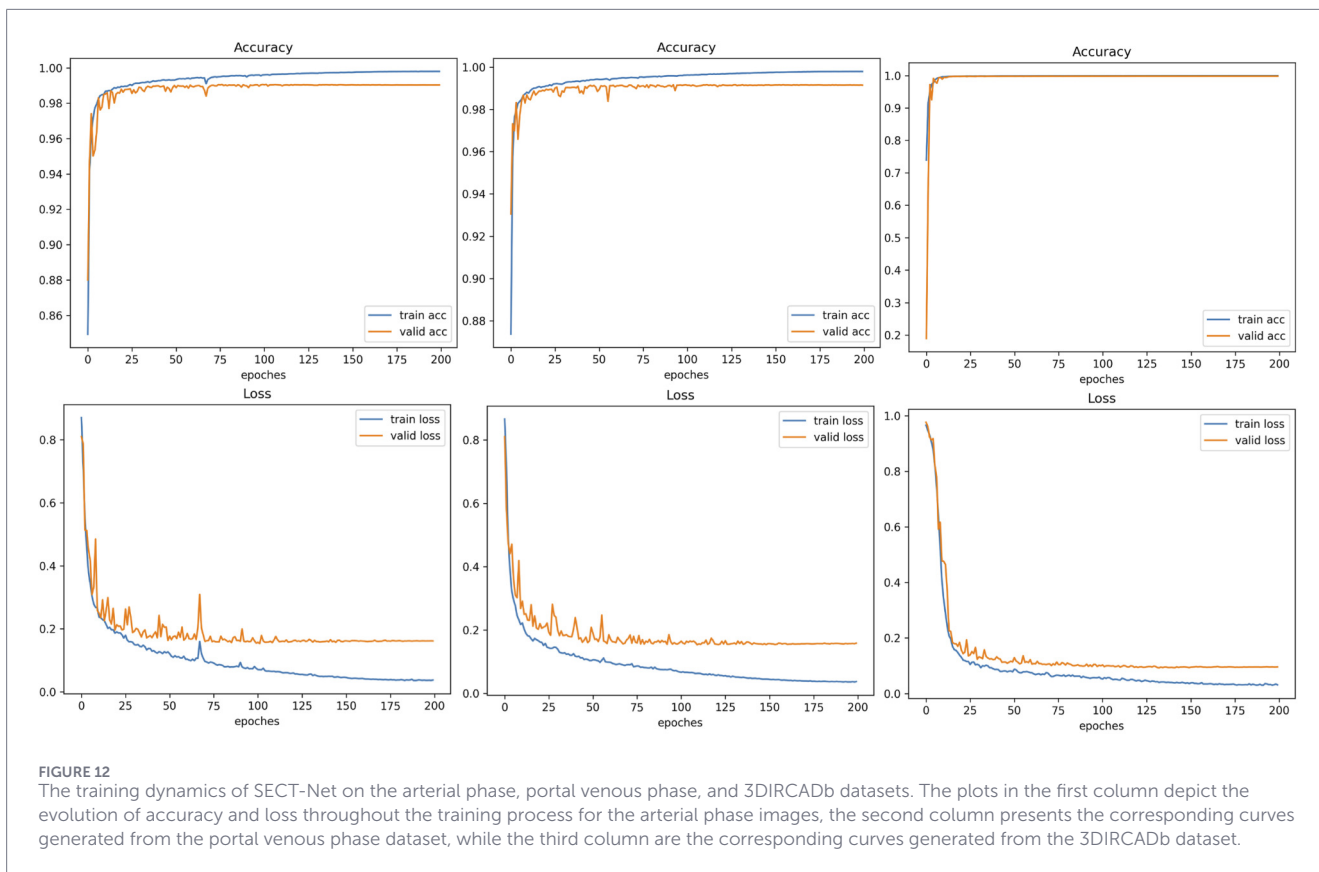 Accuracy
1.00
0.98
0.96
0.94
0.92
0.90
0.88
0.86
train acc
valid acc
0 25 50 75 100 125 150 175 200
epoches
Accuracy
1.00
0.98
0.96
0.94
0.92
0.90
0.88
train acc
valid acc
0 25 50 75 100 125 150 175 200
epoches
Accuracy
1.0
0.9
0.8
0.7
0.6
0.5
0.4
0.3
0.2
train acc
valid acc
0 25 50 75 100 125 150 175 200
epoches
Loss
train loss
valid loss
0.8
0.6
0.4
0.2
0.0
0 25 50 75 100 125 150 175 200
epoches
Loss
train loss
valid loss
0.8
0.6
0.4
0.2
0.0
0 25 50 75 100 125 150 175 200
epoches
Loss
train loss
valid loss
1.0
0.8
0.6
0.4
0.2
0.0
0 25 50 75 100 125 150 175 200
epoches
FIGURE 12
The training dynamics of SECT-Net on the arterial phase, portal venous phase, and 3DIRCADb datasets. The plots in the first column depict the
evolution of accuracy and loss throughout the training process for the arterial phase images, the second column presents the corresponding curves
generated from the portal venous phase dataset, while the third column are the corresponding curves generated from the 3DIRCADb dataset.